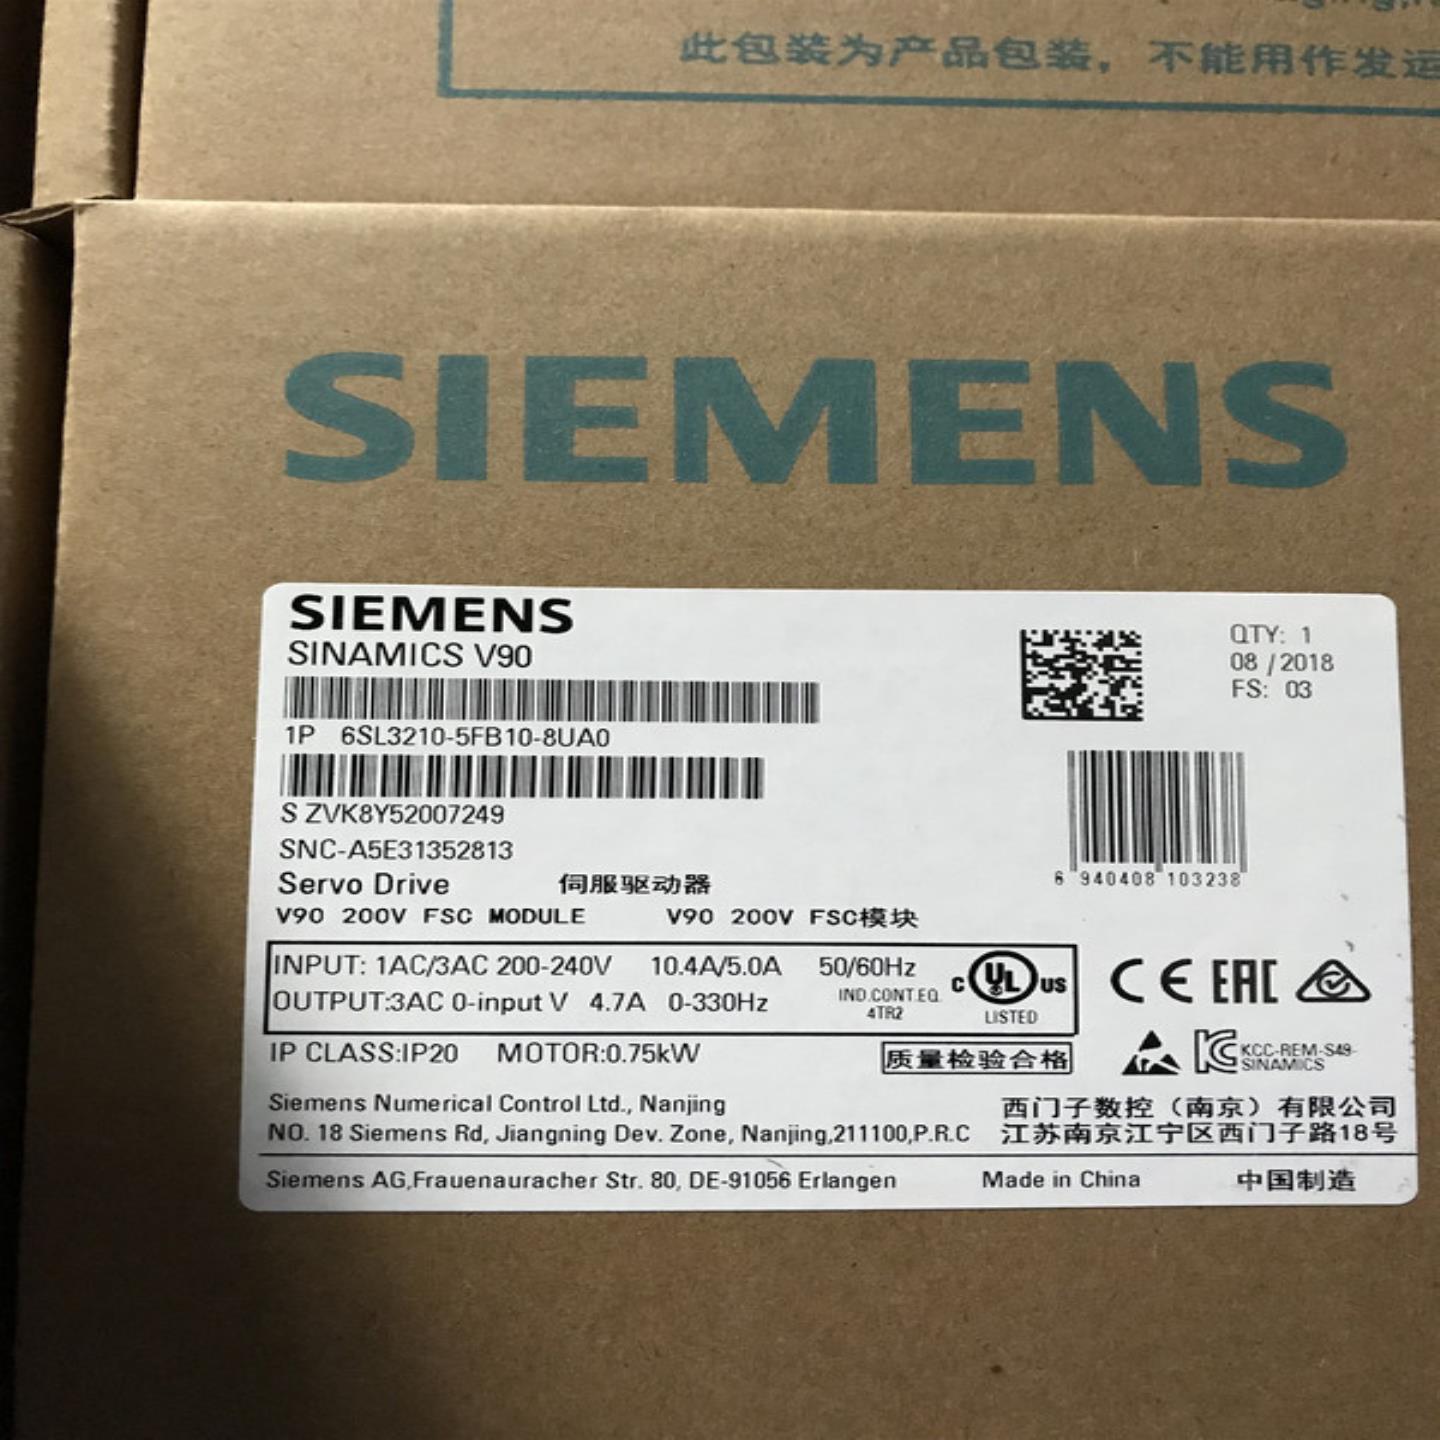 此包装为产品包装，不能用作发运
SIEMENS
SIEMENS
SINAMICS V90
QTY: 1
08 / 2018
FS: 03
1P 6SL3210-5FB10-8UA0
S ZVK8Y52007249
SNC-A5E31352813
6 940408 103238
Servo Drive 伺服驱动器
V90 200V FSC MODULE V90 200V FSC模块
INPUT: 1AC/3AC 200-240V 10.4A/5.0A 50/60Hz
OUTPUT:3AC 0-input V 4.7A 0-330Hz
IND.CONT.EQ.
4TR2
C UL US
LISTED
CE EAC
IP CLASS:IP20 MOTOR:0.75kW
质量检验合格
KCC-REM-S49-
SINAMICS
Siemens Numerical Control Ltd., Nanjing 西门子数控（南京）有限公司
NO. 18 Siemens Rd, Jiangning Dev. Zone, Nanjing,211100,P.R.C 江苏南京江宁区西门子路18号
Siemens AG,Frauenauracher Str. 80, DE-91056 Erlangen Made in China 中国制造